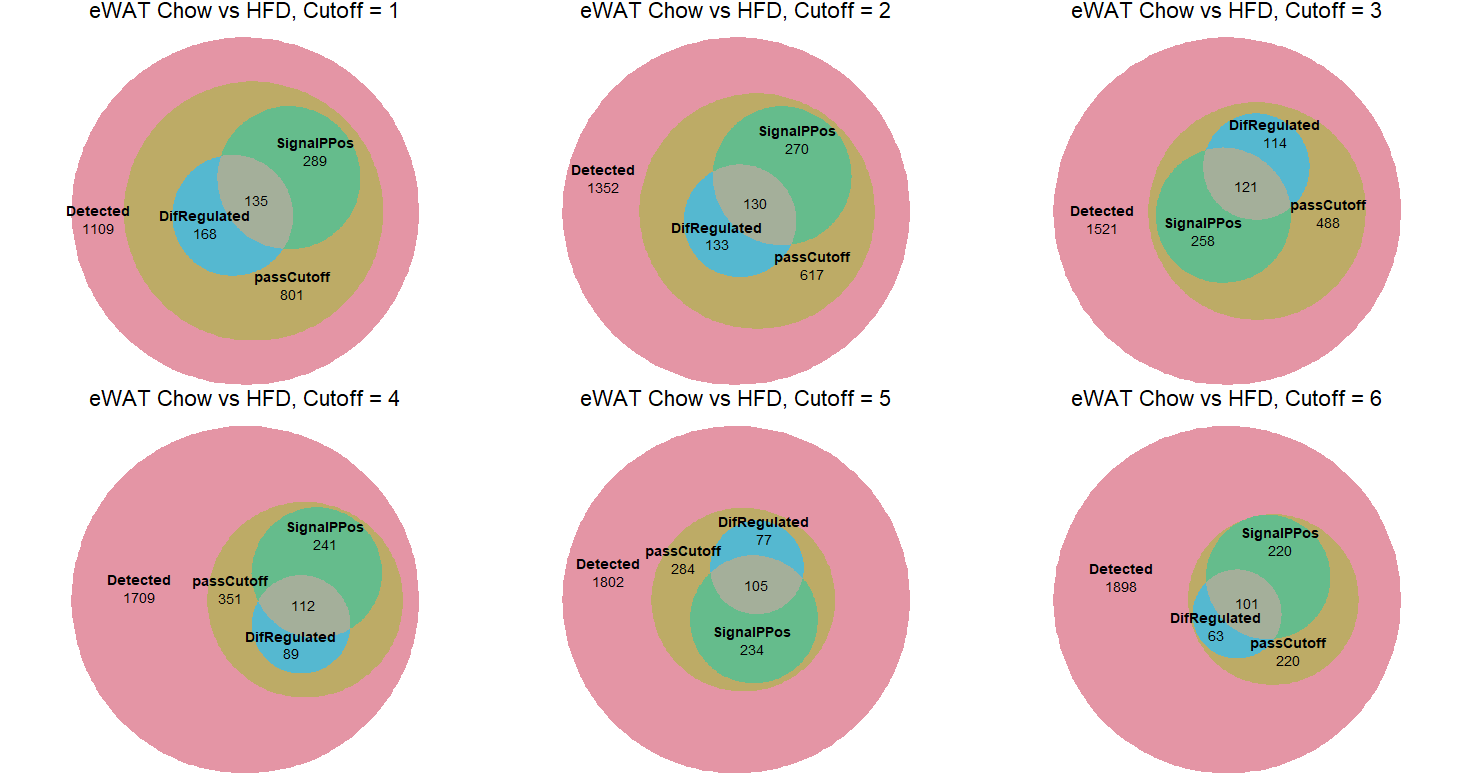 eWAT Chow vs HFD, Cutoff = 1
SignalPPos
289
135
Detected
1109
DifRegulated
168
passCutoff
801
eWAT Chow vs HFD, Cutoff = 2
SignalPPos
270
Detected
1352
130
DifRegulated
133
passCutoff
617
eWAT Chow vs HFD, Cutoff = 3
DifRegulated
114
121
passCutoff
488
Detected
1521
SignalPPos
258
eWAT Chow vs HFD, Cutoff = 4
SignalPPos
241
Detected
1709
passCutoff
351
112
DifRegulated
89
eWAT Chow vs HFD, Cutoff = 5
DifRegulated
77
passCutoff
284
Detected
1802
105
SignalPPos
234
eWAT Chow vs HFD, Cutoff = 6
SignalPPos
220
Detected
1898
101
DifRegulated
63
passCutoff
220